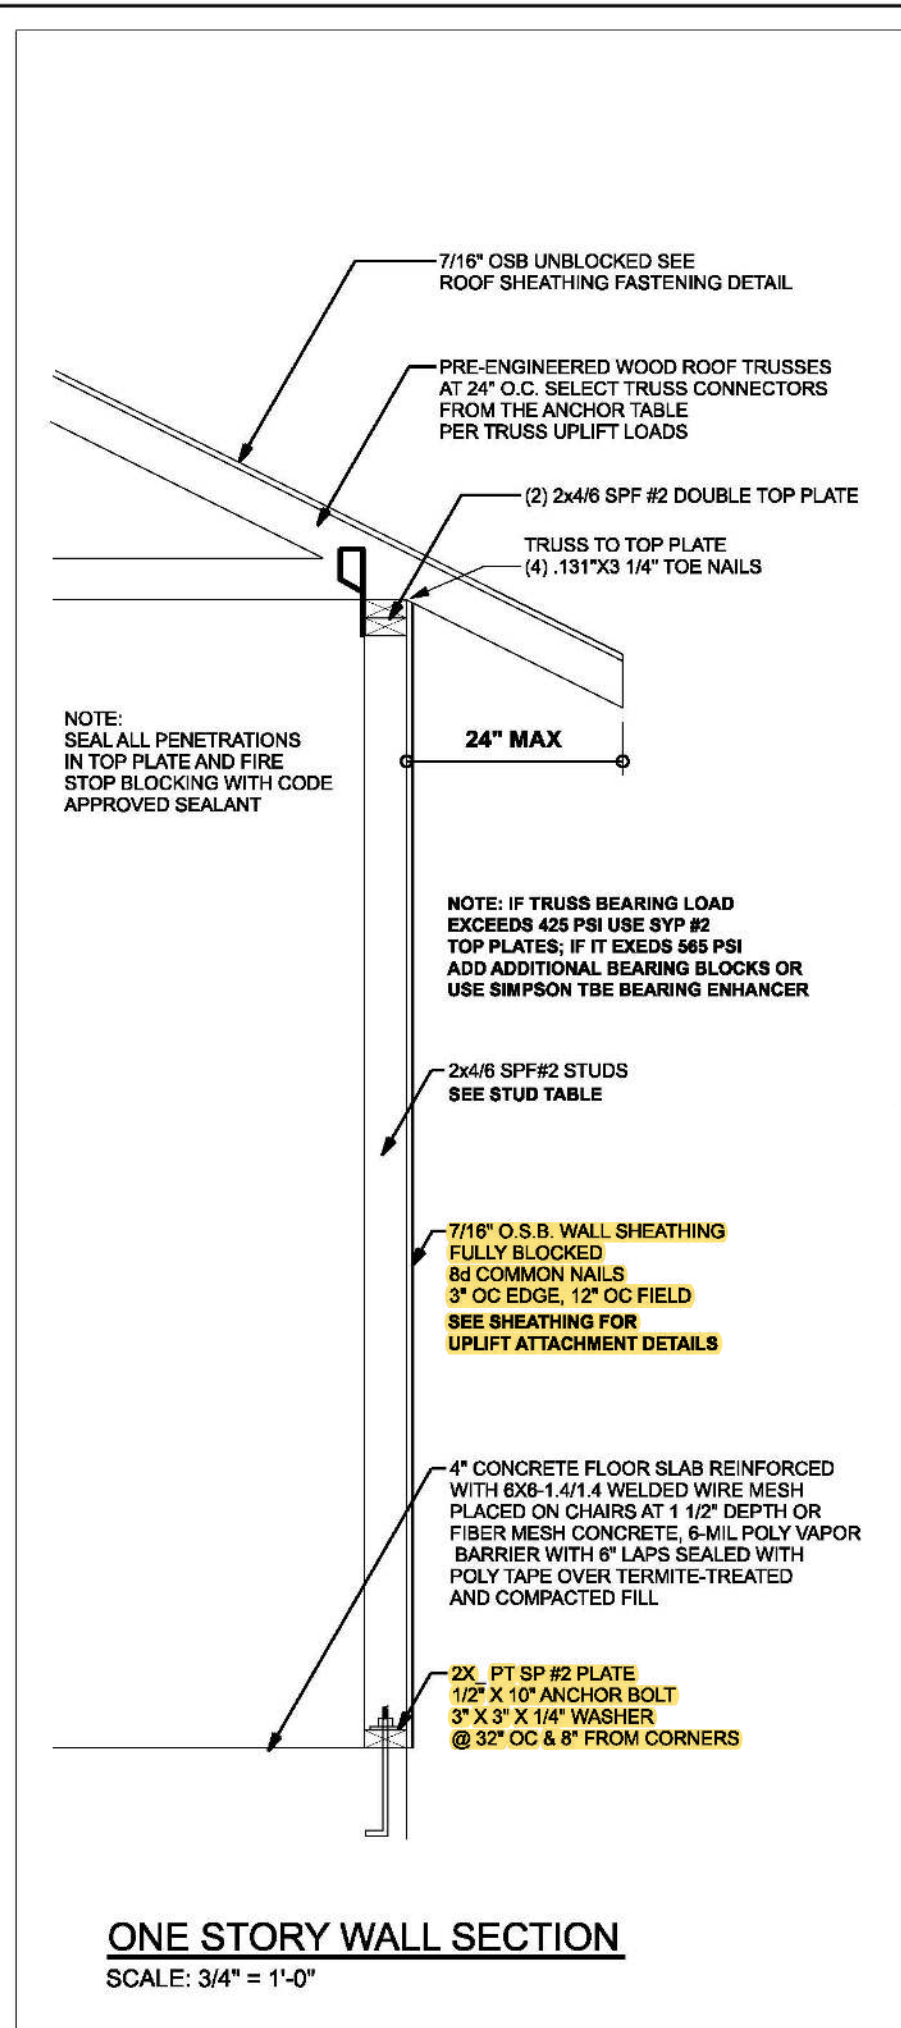 7/16" OSB UNBLOCKED SEE
ROOF SHEATHING FASTENING DETAIL
PRE-ENGINEERED WOOD ROOF TRUSSES
AT 24" O.C. SELECT TRUSS CONNECTORS
FROM THE ANCHOR TABLE
PER TRUSS UPLIFT LOADS
(2) 2x4/6 SPF #2 DOUBLE TOP PLATE
TRUSS TO TOP PLATE
(4) .131"X3 1/4" TOE NAILS
NOTE:
SEAL ALL PENETRATIONS
IN TOP PLATE AND FIRE
STOP BLOCKING WITH CODE
APPROVED SEALANT
24" MAX
NOTE: IF TRUSS BEARING LOAD
EXCEEDS 425 PSI USE SYP #2
TOP PLATES; IF IT EXEDS 565 PSI
ADD ADDITIONAL BEARING BLOCKS OR
USE SIMPSON TBE BEARING ENHANCER
2x4/6 SPF#2 STUDS
SEE STUD TABLE
7/16" O.S.B. WALL SHEATHING
FULLY BLOCKED
8d COMMON NAILS
3" OC EDGE, 12" OC FIELD
SEE SHEATHING FOR
UPLIFT ATTACHMENT DETAILS
4" CONCRETE FLOOR SLAB REINFORCED
WITH 6X6-1.4/1.4 WELDED WIRE MESH
PLACED ON CHAIRS AT 1 1/2" DEPTH OR
FIBER MESH CONCRETE, 6-MIL POLY VAPOR
BARRIER WITH 6" LAPS SEALED WITH
POLY TAPE OVER TERMITE-TREATED
AND COMPACTED FILL
2X_ PT SP #2 PLATE
1/2" X 10" ANCHOR BOLT
3" X 3" X 1/4" WASHER
@ 32" OC & 8" FROM CORNERS
ONE STORY WALL SECTION
SCALE: 3/4" = 1'-0"